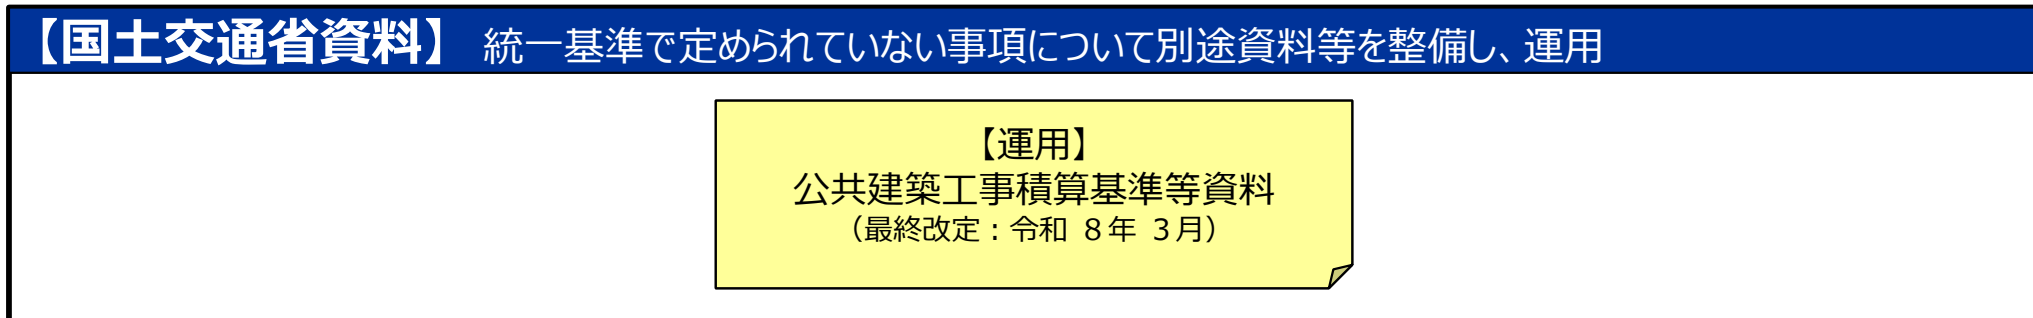 【国土交通省資料】 統一基準で定められていない事項について別途資料等を整備し、運用
【運用】
公共建築工事積算基準等資料
（最終改定：令和 ８年 ３月）